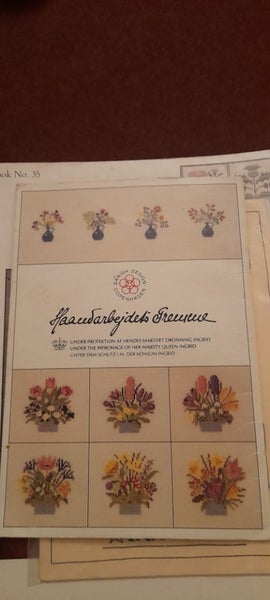 ook No. 35
DANISH DESIGN
COPENHAGEN
Haandarbejdets Fremme
UNDER PROTEKTION AF HENDES MAJESTÆT DRONNING INGRID
UNDER THE PATRONAGE OF HER MAJESTY QUEEN INGRID
UNTER DEM SCHUTZ I.M. DER KÖNIGIN INGRID